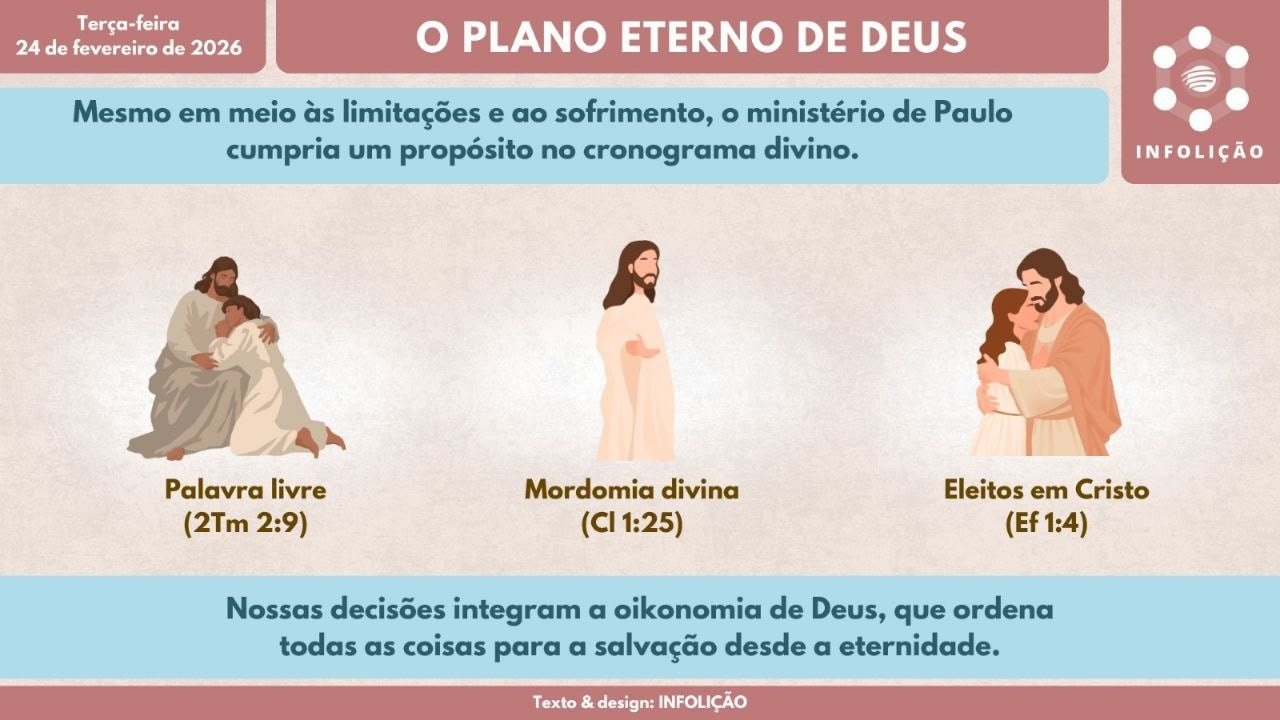 Terça-feira
24 de fevereiro de 2026
O PLANO ETERNO DE DEUS
INFOLIÇÃO
Mesmo em meio às limitações e ao sofrimento, o ministério de Paulo
cumpria um propósito no cronograma divino.
Palavra livre
(2Tm 2:9)
Mordomia divina
(Cl 1:25)
Eleitos em Cristo
(Ef 1:4)
Nossas decisões integram a oikonomia de Deus, que ordena
todas as coisas para a salvação desde a eternidade.
Texto & design: INFOLIÇÃO